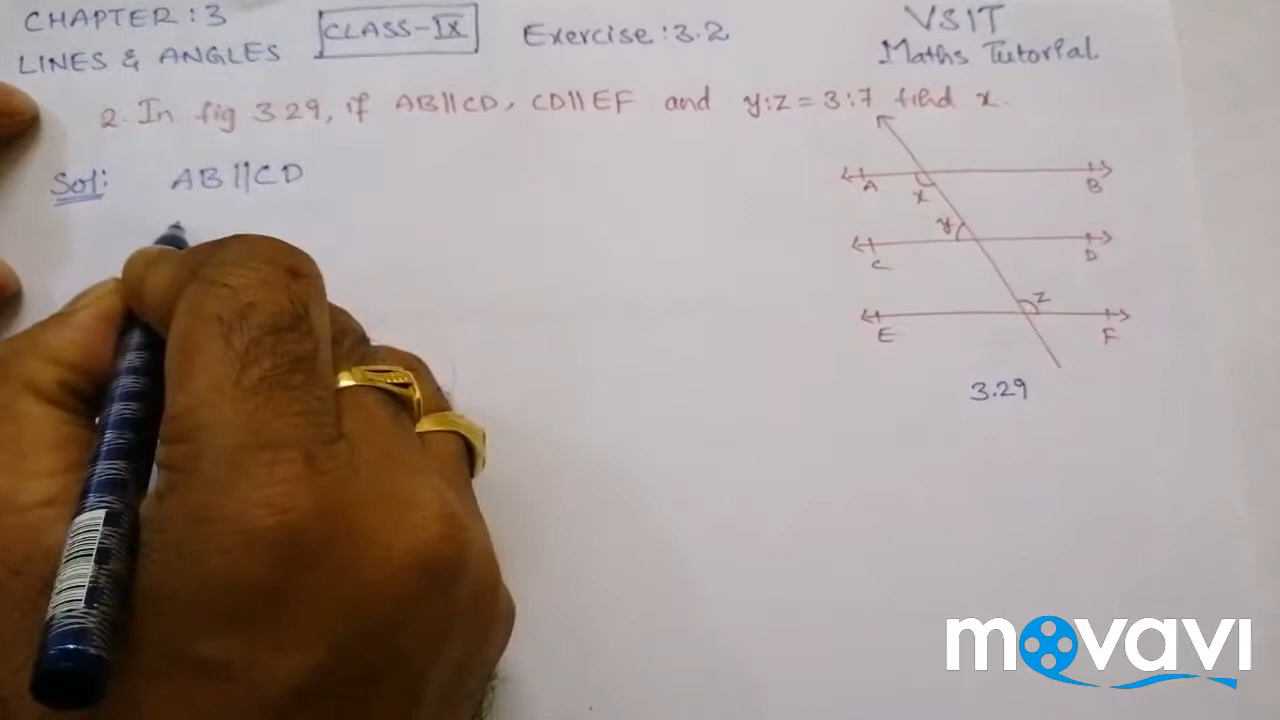 CHAPTER : 3
LINES & ANGLES
CLASS-IX
Exercise : 3.2
VSIT
Maths Tutorial.
2. In fig 3.29, if AB||CD, CD||EF and y:z = 3:7 find x.
Sol: AB||CD
A B
x
y
C D
z
E F
3.29
movavi